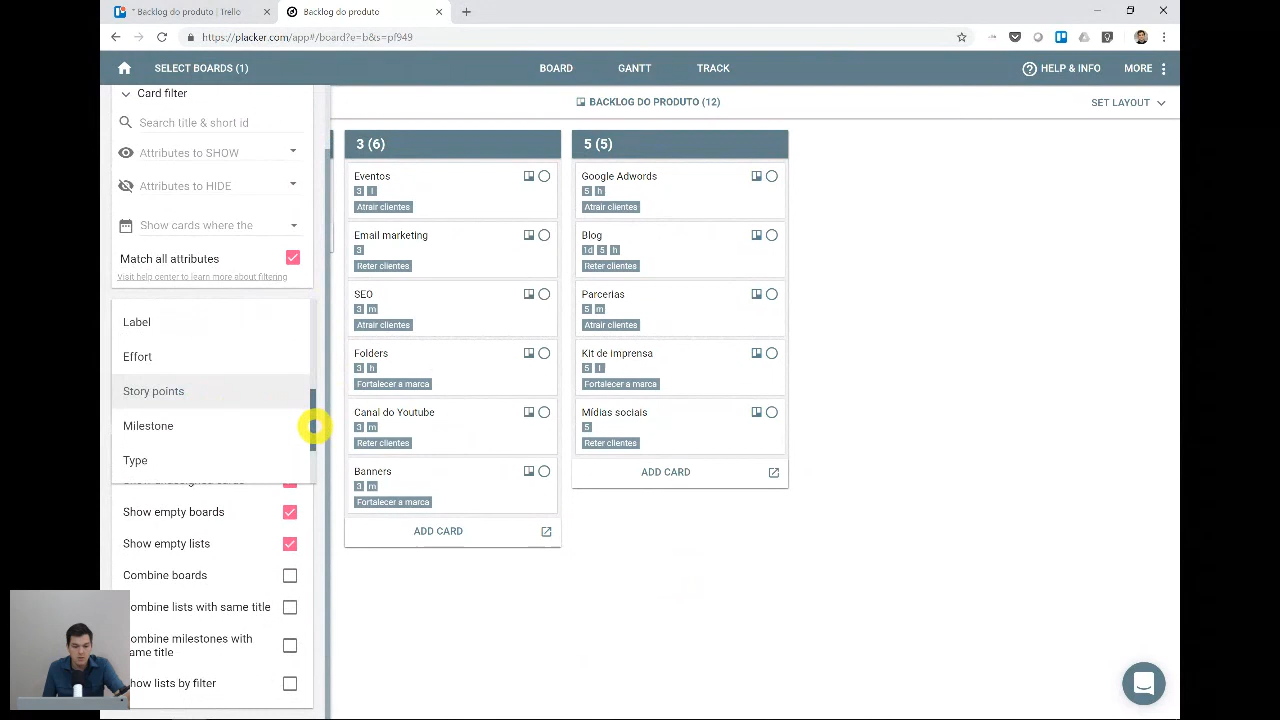 * Backlog do produto | Trello
Backlog do produto
https://placker.com/app#/board?e=b&s=pf949
SELECT BOARDS (1)
BOARD
GANTT
TRACK
HELP & INFO
MORE
Card filter
Search title & short id
Attributes to SHOW
Attributes to HIDE
Show cards where the
Match all attributes
Visit help center to learn more about filtering
Label
Effort
Story points
Milestone
Type
Show empty boards
Show empty lists
Combine boards
ombine lists with same title
ombine milestones with
ame title
how lists by filter
BACKLOG DO PRODUTO (12)
SET LAYOUT
3 (6)
Eventos
3 l
Atrair clientes
Email marketing
3
Reter clientes
SEO
3 m
Atrair clientes
Folders
3 h
Fortalecer a marca
Canal do Youtube
3 m
Reter clientes
Banners
3 m
Fortalecer a marca
ADD CARD
5 (5)
Google Adwords
5 h
Atrair clientes
Blog
1d 5 h
Reter clientes
Parcerias
5 m
Atrair clientes
Kit de imprensa
5 l
Fortalecer a marca
Mídias sociais
5
Reter clientes
ADD CARD